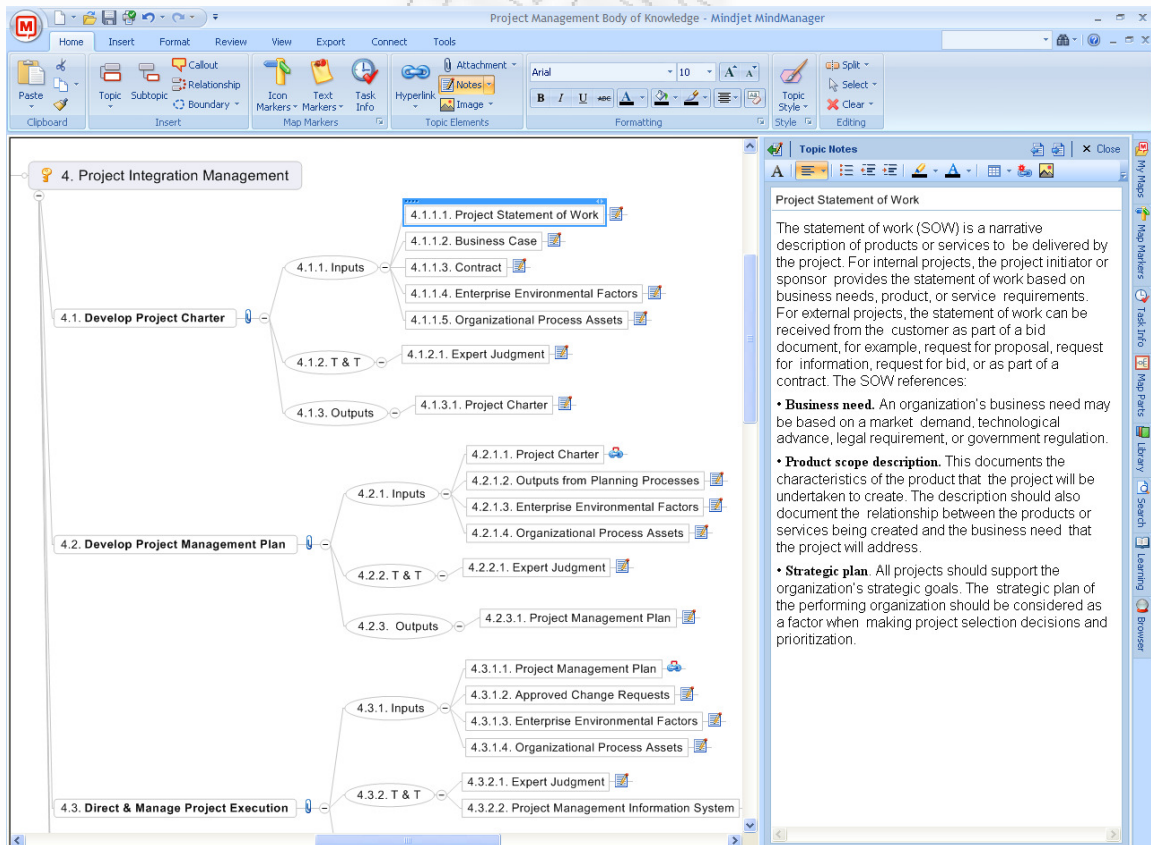 Project Management Body of Knowledge - Mindjet MindManager
Home Insert Format Review View Export Connect Tools
Paste
Clipboard
Topic Subtopic
Callout
Relationship
Boundary
Insert
Icon Markers
Text Markers
Task Info
Map Markers
Hyperlink
Attachment
Notes
Image
Topic Elements
Arial 10
B I U abc A
Formatting
Topic Style
Style
Split
Select
Clear
Editing
4. Project Integration Management
4.1. Develop Project Charter
4.1.1. Inputs
4.1.1.1. Project Statement of Work
4.1.1.2. Business Case
4.1.1.3. Contract
4.1.1.4. Enterprise Environmental Factors
4.1.1.5. Organizational Process Assets
4.1.2. T & T
4.1.2.1. Expert Judgment
4.1.3. Outputs
4.1.3.1. Project Charter
4.2. Develop Project Management Plan
4.2.1. Inputs
4.2.1.1. Project Charter
4.2.1.2. Outputs from Planning Processes
4.2.1.3. Enterprise Environmental Factors
4.2.1.4. Organizational Process Assets
4.2.2. T & T
4.2.2.1. Expert Judgment
4.2.3. Outputs
4.2.3.1. Project Management Plan
4.3. Direct & Manage Project Execution
4.3.1. Inputs
4.3.1.1. Project Management Plan
4.3.1.2. Approved Change Requests
4.3.1.3. Enterprise Environmental Factors
4.3.1.4. Organizational Process Assets
4.3.2. T & T
4.3.2.1. Expert Judgment
4.3.2.2. Project Management Information System
Topic Notes
Close
Project Statement of Work
The statement of work (SOW) is a narrative
description of products or services to be delivered by
the project. For internal projects, the project initiator or
sponsor provides the statement of work based on
business needs, product, or service requirements.
For external projects, the statement of work can be
received from the customer as part of a bid
document, for example, request for proposal, request
for information, request for bid, or as part of a
contract. The SOW references:
• Business need. An organization's business need may
be based on a market demand, technological
advance, legal requirement, or government regulation.
• Product scope description. This documents the
characteristics of the product that the project will be
undertaken to create. The description should also
document the relationship between the products or
services being created and the business need that
the project will address.
• Strategic plan. All projects should support the
organization's strategic goals. The strategic plan of
the performing organization should be considered as
a factor when making project selection decisions and
prioritization.
My Maps
Map Markers
Task Info
Map Parts
Library
Search
Learning
Browser